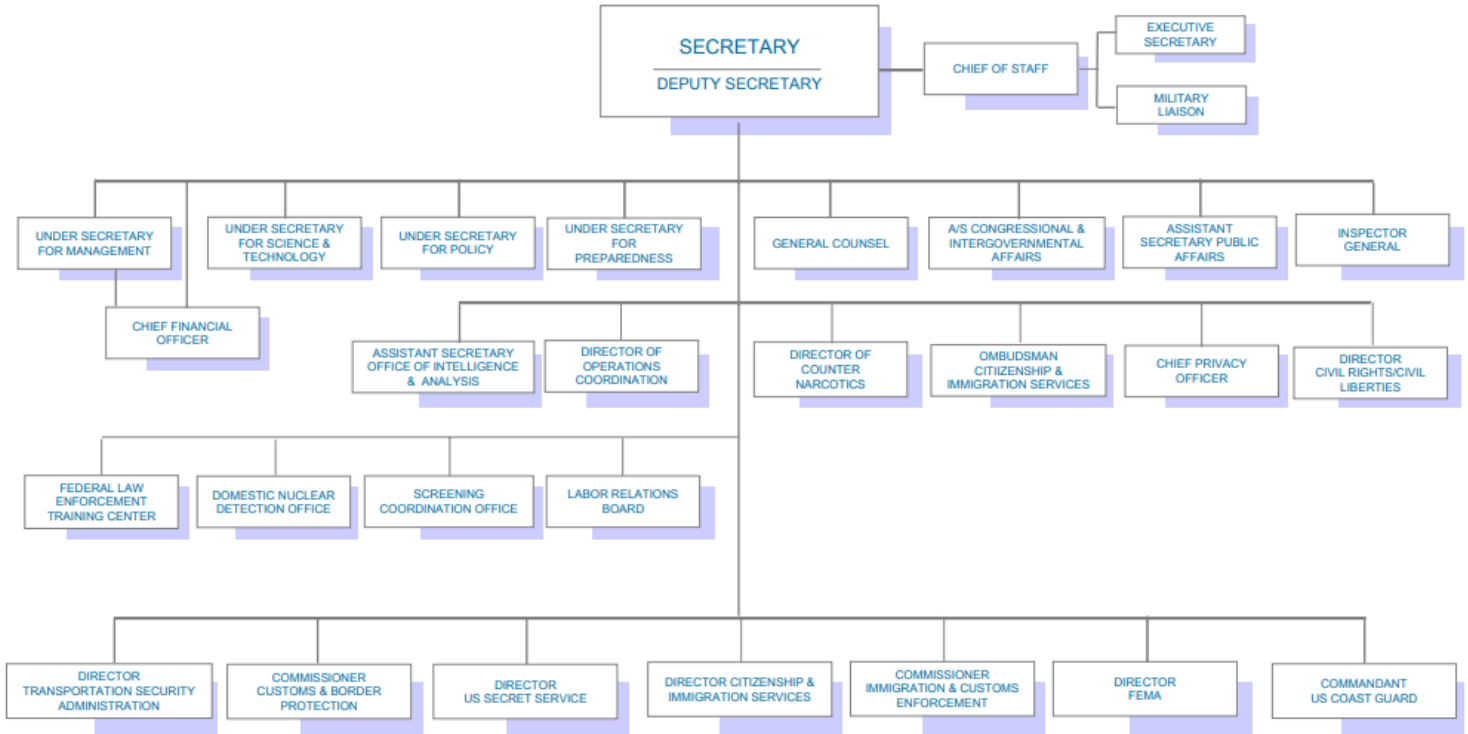 SECRETARY
DEPUTY SECRETARY
CHIEF OF STAFF
EXECUTIVE
SECRETARY
MILITARY
LIAISON
UNDER SECRETARY
FOR MANAGEMENT
UNDER SECRETARY
FOR SCIENCE &
TECHNOLOGY
UNDER SECRETARY
FOR POLICY
UNDER SECRETARY
FOR
PREPAREDNESS
GENERAL COUNSEL
A/S CONGRESSIONAL &
INTERGOVERNMENTAL
AFFAIRS
ASSISTANT
SECRETARY PUBLIC
AFFAIRS
INSPECTOR
GENERAL
CHIEF FINANCIAL
OFFICER
ASSISTANT SECRETARY
OFFICE OF INTELLIGENCE
& ANALYSIS
DIRECTOR OF
OPERATIONS
COORDINATION
DIRECTOR OF
COUNTER
NARCOTICS
OMBUDSMAN
CITIIZENSHIP &
IMMIGRATION SERVICES
CHIEF PRIVACY
OFFICER
DIRECTOR
CIVIL RIGHTS/CIVIL
LIBERTIES
FEDERAL LAW
ENFORCEMENT
TRAINING CENTER
DOMESTIC NUCLEAR
DETECTION OFFICE
SCREENING
COORDINATION OFFICE
LABOR RELATIONS
BOARD
DIRECTOR
TRANSPORTATION SECURITY
ADMINISTRATION
COMMISSIONER
CUSTOMS & BORDER
PROTECTION
DIRECTOR
US SECRET SERVICE
DIRECTOR CITIZENSHIP &
IMMIGRATION SERVICES
COMMISSIONER
IMMIGRATION & CUSTOMS
ENFORCEMENT
DIRECTOR
FEMA
COMMANDANT
US COAST GUARD